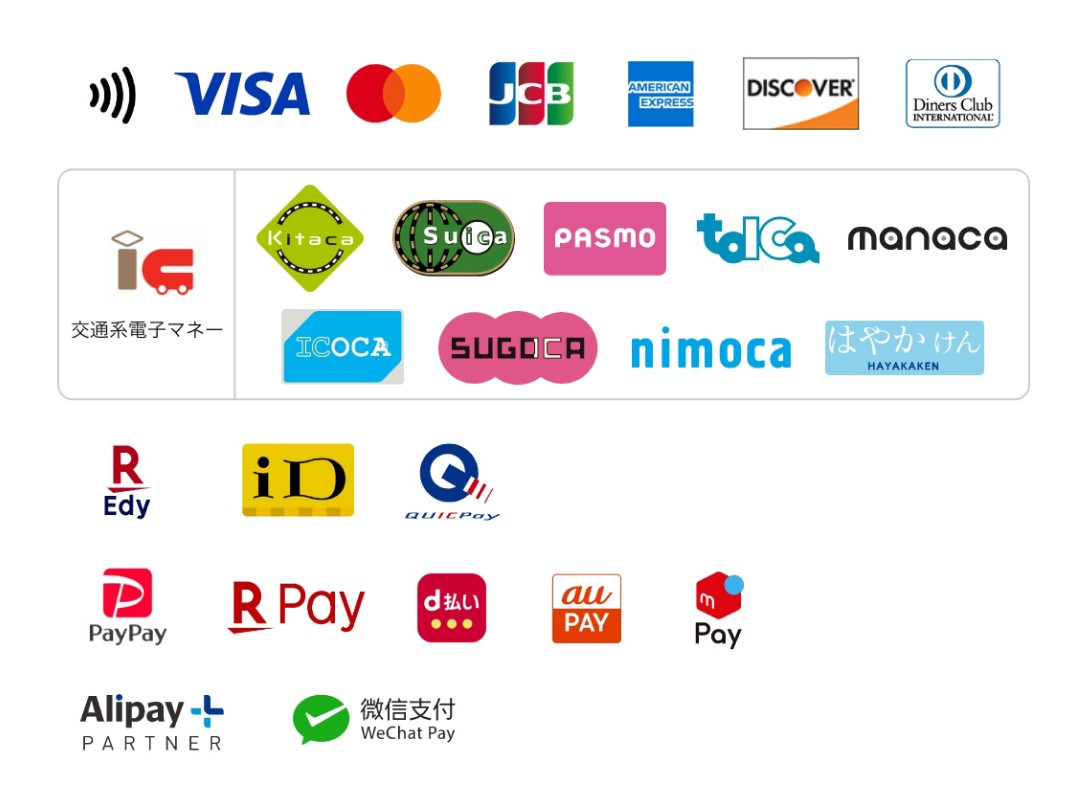 VISA
JCB
AMERICAN
EXPRESS
DISCOVER
Diners Club
INTERNATIONAL
ic
交通系電子マネー
Kitaca
Suica
PASMO
toICa
manaca
ICOCA
SUGOCA
nimoca
はやかけん
HAYAKAKEN
R
Edy
iD
QUICPay
P
PayPay
R Pay
d払い
au
PAY
m
Pay
Alipay
PARTNER
微信支付
WeChat Pay